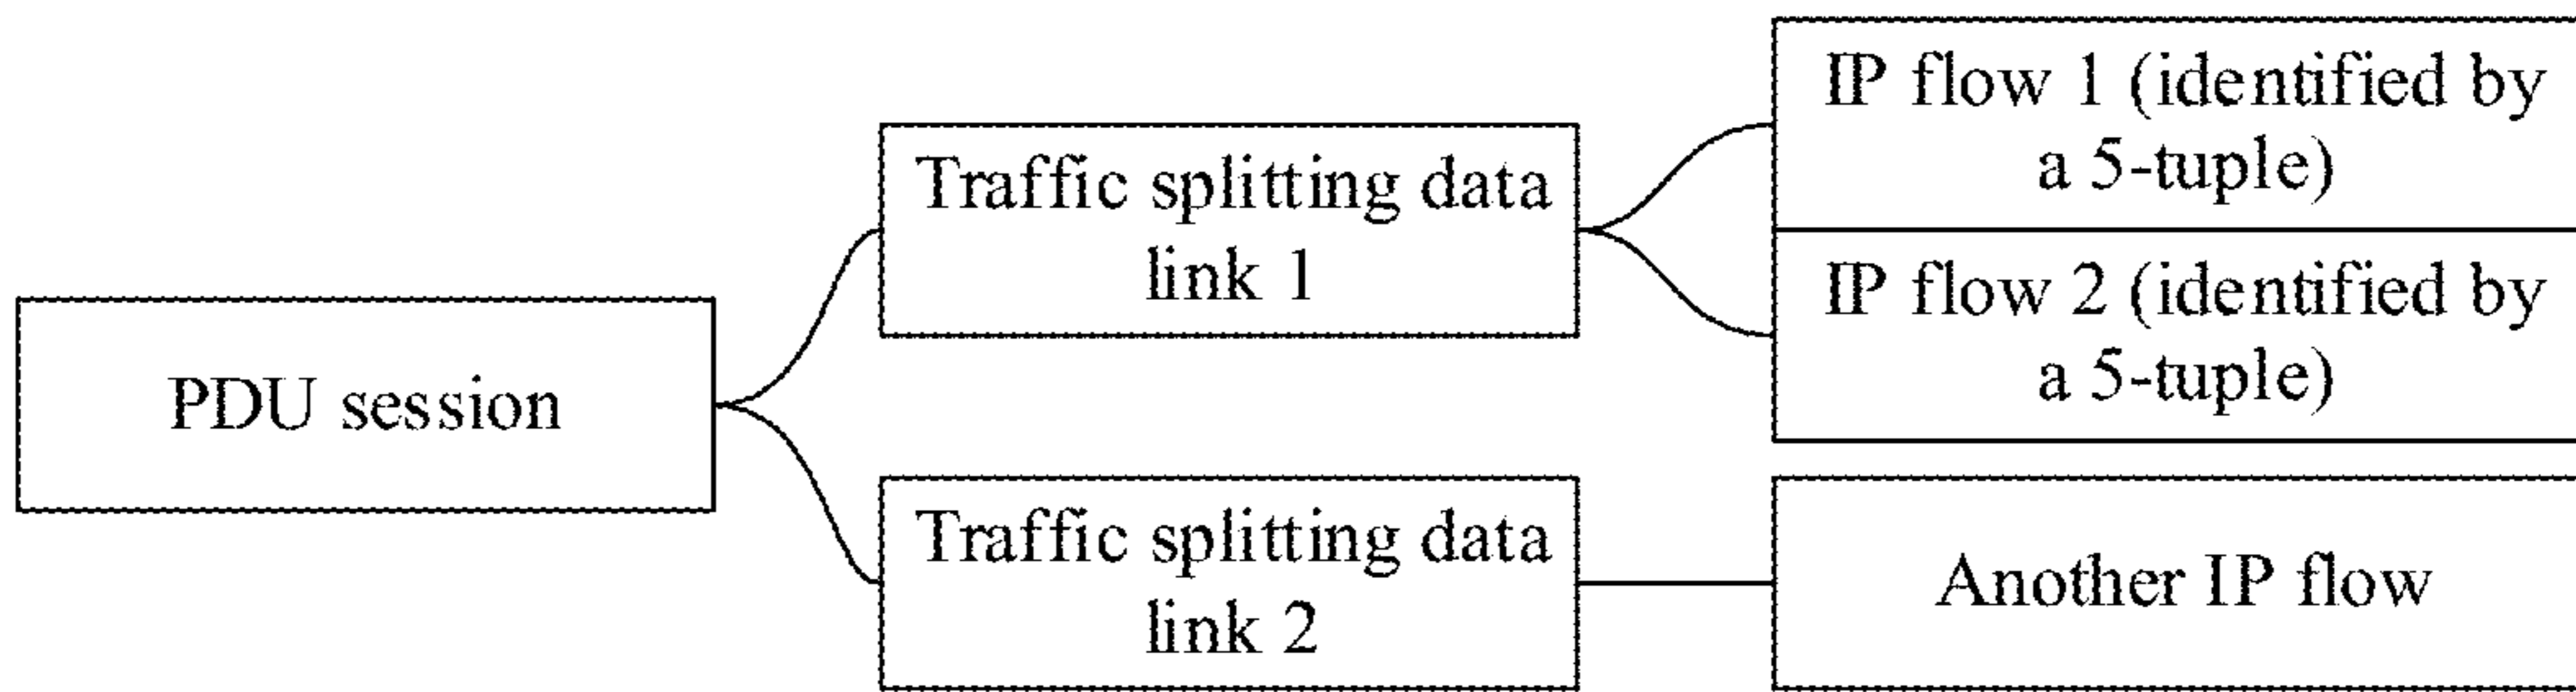 PDU session
Traffic splitting data
link 1
Traffic splitting data
link 2
IP flow 1 (identified by
a 5-tuple)
IP flow 2 (identified by
a 5-tuple)
Another IP flow